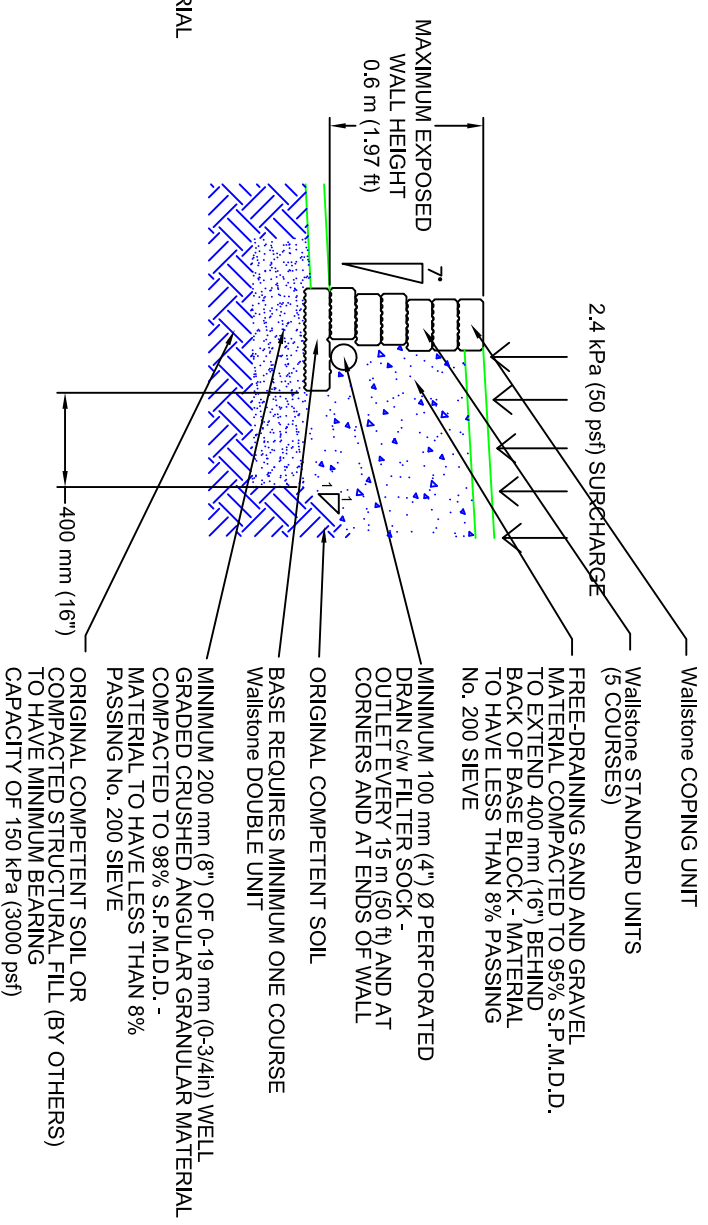 RIAL
MAXIMUM EXPOSED
WALL HEIGHT
0.6 m (1.97 ft)
7°
2.4 kPa (50 psf) SURCHARGE
1
1
400 mm (16")
Wallstone COPING UNIT
Wallstone STANDARD UNITS
(5 COURSES)
FREE-DRAINING SAND AND GRAVEL
MATERIAL COMPACTED TO 95% S.P.M.D.D.
TO EXTEND 400 mm (16") BEHIND
BACK OF BASE BLOCK - MATERIAL
TO HAVE LESS THAN 8% PASSING
No. 200 SIEVE
MINIMUM 100 mm (4") Ø PERFORATED
DRAIN c/w FILTER SOCK -
OUTLET EVERY 15 m (50 ft) AND AT
CORNERS AND AT ENDS OF WALL
ORIGINAL COMPETENT SOIL
BASE REQUIRES MINIMUM ONE COURSE
Wallstone DOUBLE UNIT
MINIMUM 200 mm (8") OF 0-19 mm (0-3/4in) WELL
GRADED CRUSHED ANGULAR GRANULAR MATERIAL
COMPACTED TO 98% S.P.M.D.D. -
MATERIAL TO HAVE LESS THAN 8%
PASSING No. 200 SIEVE
ORIGINAL COMPETENT SOIL OR
COMPACTED STRUCTURAL FILL (BY OTHERS)
TO HAVE MINIMUM BEARING
CAPACITY OF 150 kPa (3000 psf)